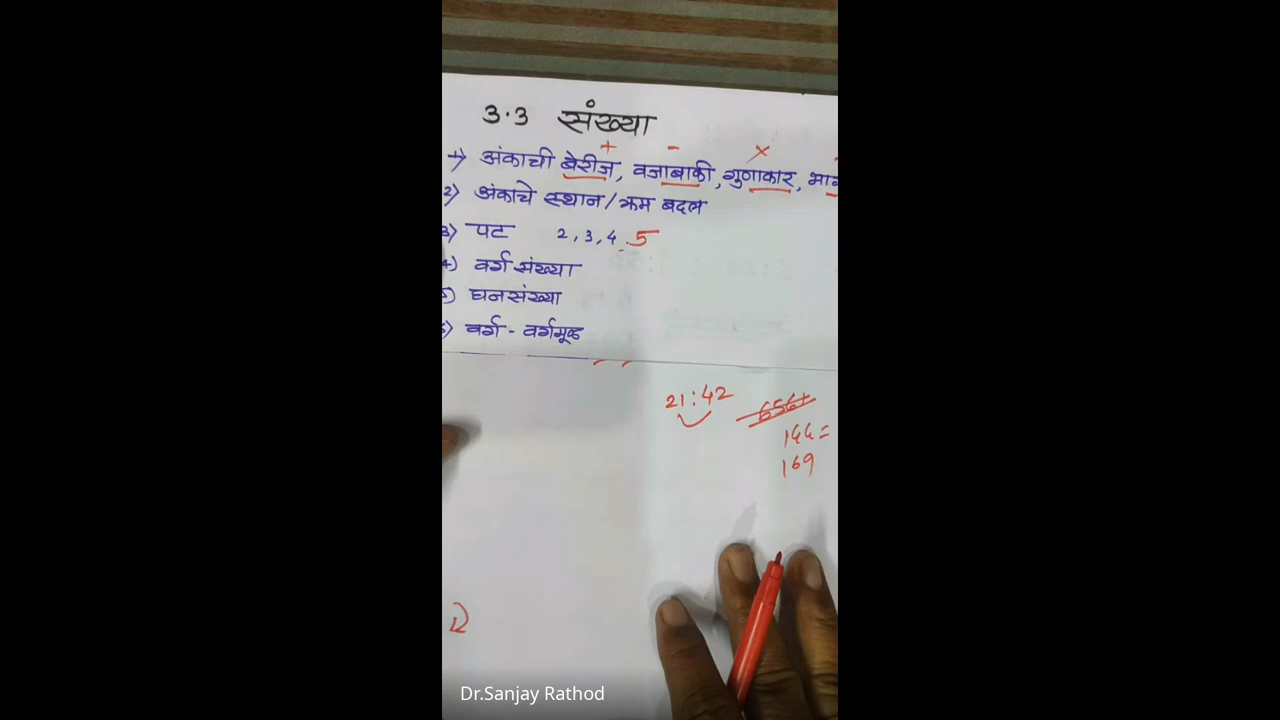 3.3 संख्या
+ - ×
1) अंकाची बेरीज, वजाबाकी, गुणाकार, भाग
2) अंकाचे स्थान/क्रम बदल
3) पट 2, 3, 4, 5
4) वर्ग संख्या
5) घनसंख्या
6) वर्ग - वर्गमूळ
21:42 6561
144=
169
Dr.Sanjay Rathod